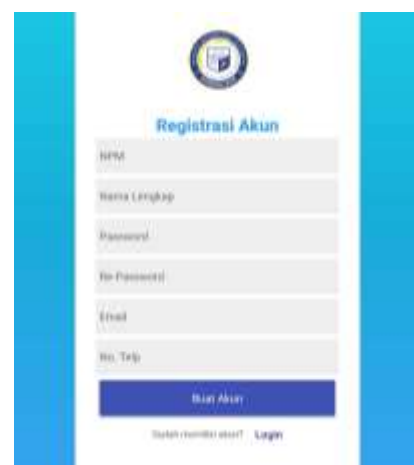 Registrasi Akun
NPM
Nama Lengkap
Password
Re-Password
Email
No. Telp
Buat Akun
Sudah memiliki akun? Login